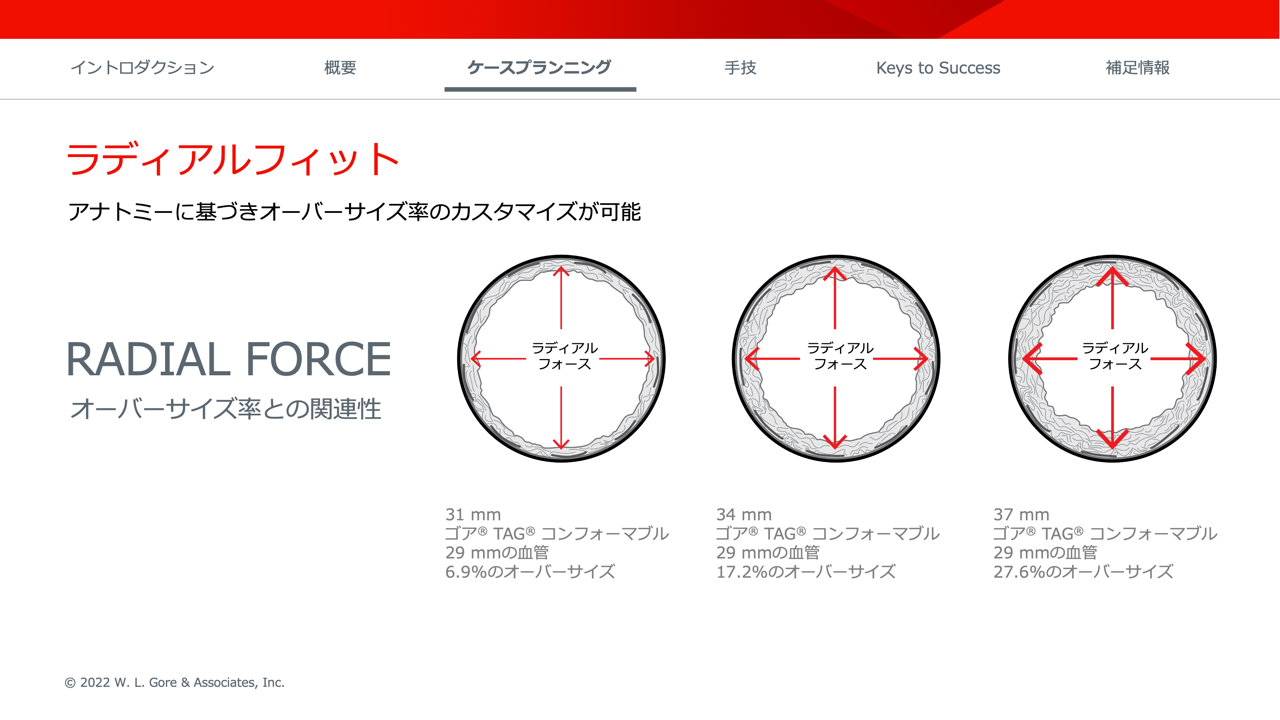 イントロダクション
概要
ケースプランニング
手技
Keys to Success
補足情報
ラディアルフィット
アナトミーに基づきオーバーサイズ率のカスタマイズが可能
RADIAL FORCE
オーバーサイズ率との関連性
ラディアル
フォース
ラディアル
フォース
ラディアル
フォース
31 mm
ゴア® TAG® コンフォーマブル
29 mmの血管
6.9%のオーバーサイズ
34 mm
ゴア® TAG® コンフォーマブル
29 mmの血管
17.2%のオーバーサイズ
37 mm
ゴア® TAG® コンフォーマブル
29 mmの血管
27.6%のオーバーサイズ
© 2022 W. L. Gore & Associates, Inc.